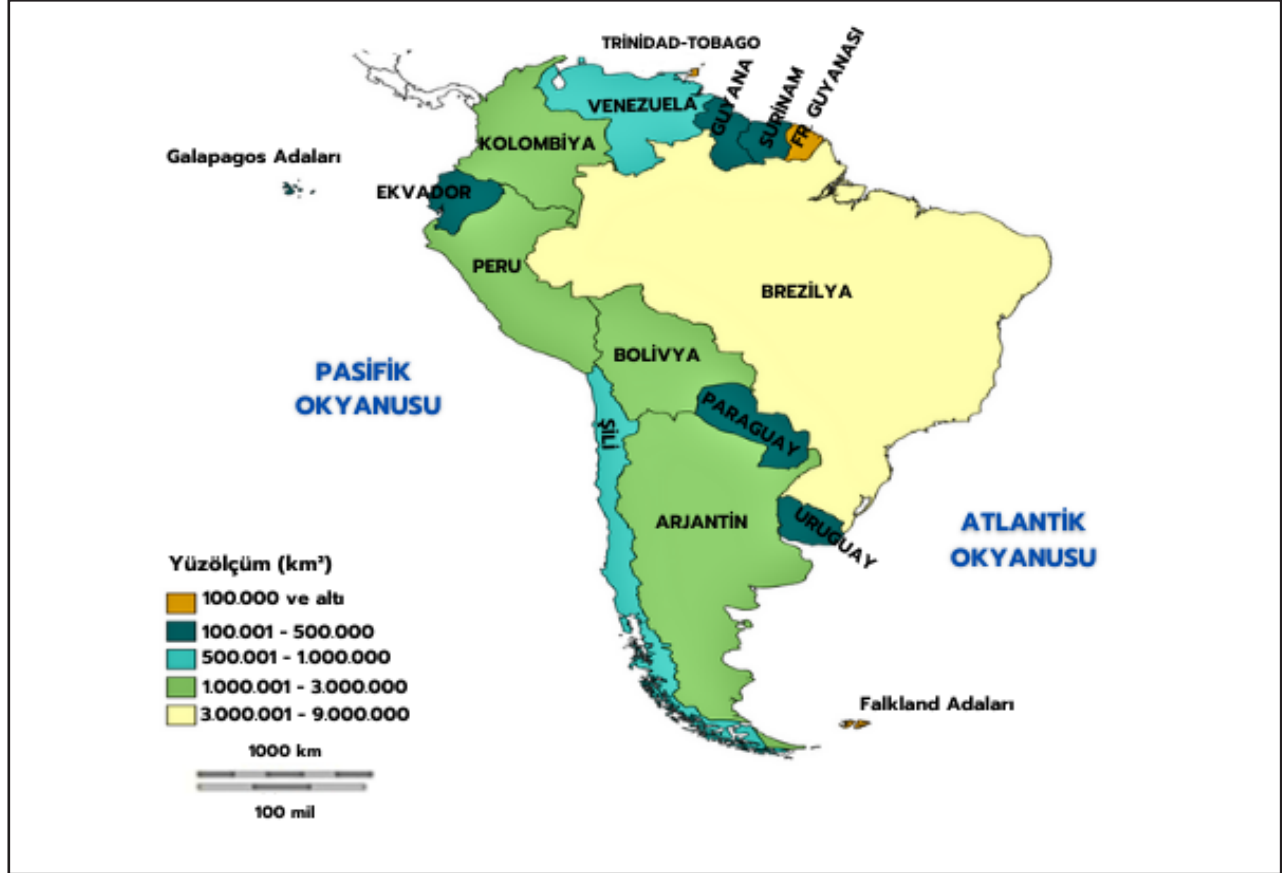 TRİNİDAD-TOBAGO
VENEZUELA
GUYANA
SURİNAM
FR. GUYANASI
KOLOMBİYA
Galapagos Adaları
EKVADOR
PERU
BREZİLYA
BOLİVYA
PASİFİK
OKYANUSU
PARAGUAY
ŞİLİ
ARJANTİN
URUGUAY
ATLANTİK
OKYANUSU
Yüzölçüm (km²)
100.000 ve altı
100.001 - 500.000
500.001 - 1.000.000
1.000.001 - 3.000.000
3.000.001 - 9.000.000
Falkland Adaları
1000 km
100 mil